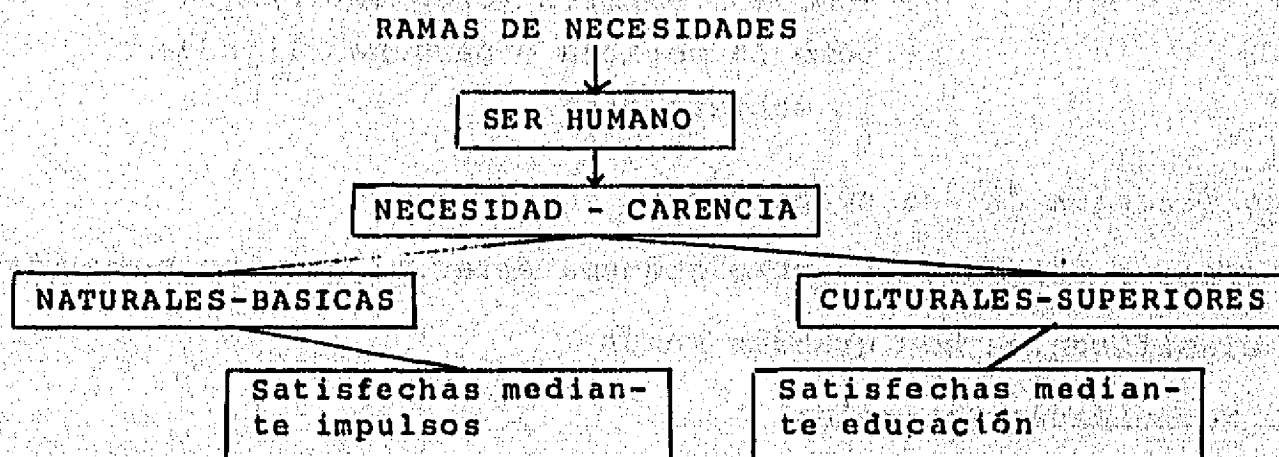 RAMAS DE NECESIDADES
SER HUMANO
NECESIDAD - CARENCIA
NATURALES-BASICAS
CULTURALES-SUPERIORES
Satisfechas median-
te impulsos
Satisfechas median-
te educación